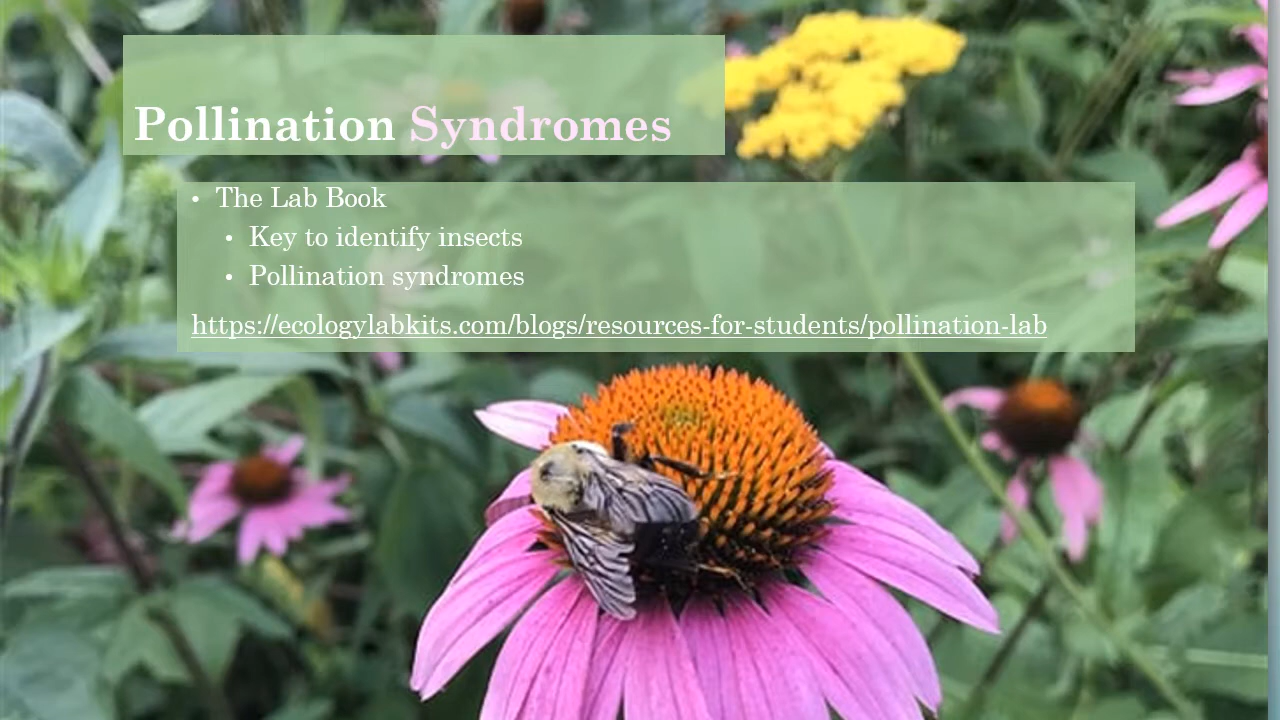 Pollination Syndromes
• The Lab Book
• Key to identify insects
• Pollination syndromes
https://ecologylabkits.com/blogs/resources-for-students/pollination-lab